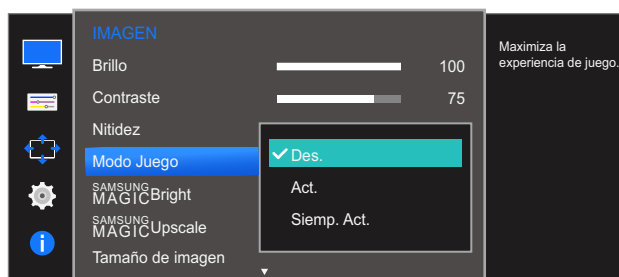 IMAGEN
Brillo 100
Contraste 75
Nitidez
Modo Juego
Des.
Act.
Siemp. Act.
SAMSUNG
MAGICBright
SAMSUNG
MAGICUpscale
Tamaño de imagen
Maximiza la
experiencia de juego.